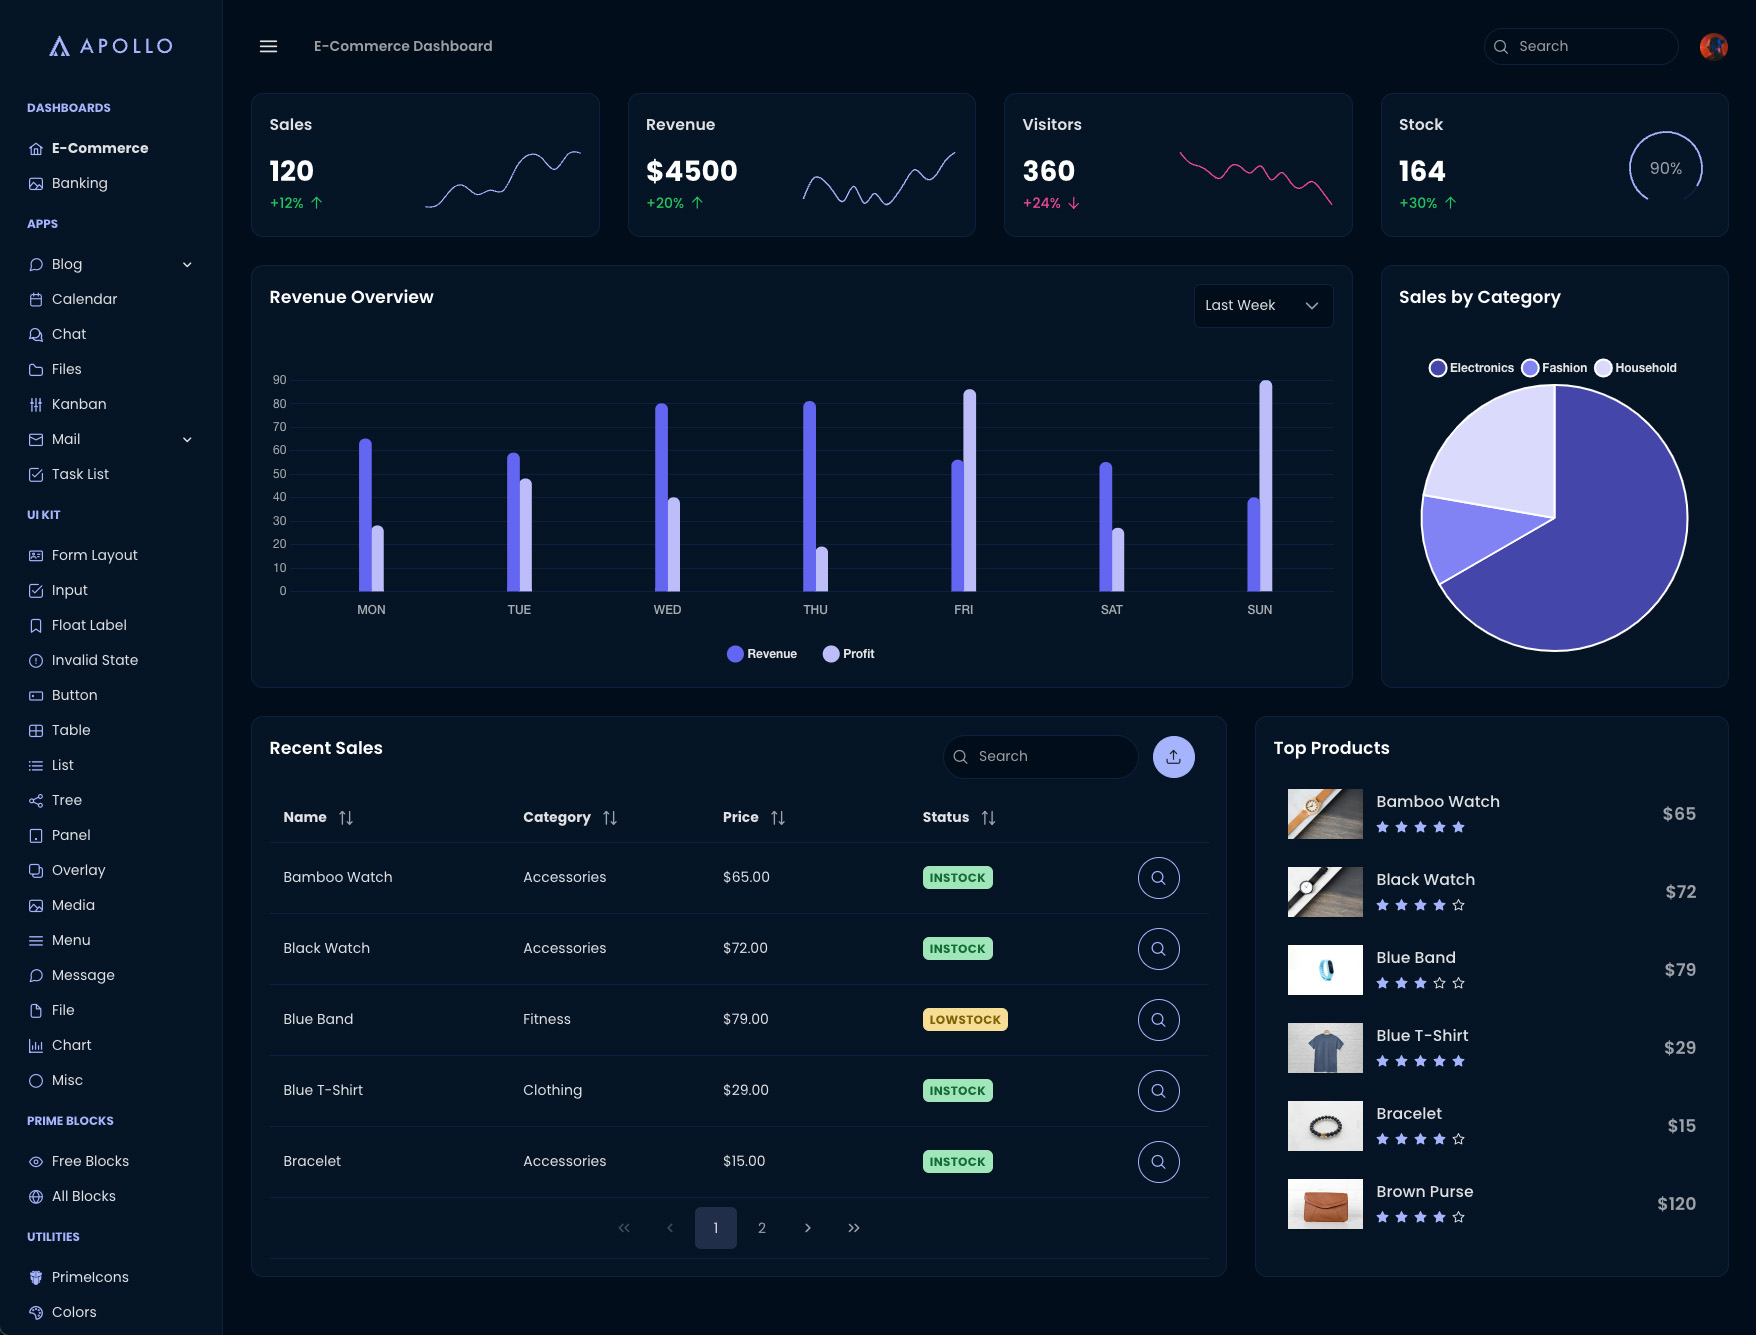 APOLLO
DASHBOARDS
E-Commerce
Banking
APPS
Blog
Calendar
Chat
Files
Kanban
Mail
Task List
UI KIT
Form Layout
Input
Float Label
Invalid State
Button
Table
List
Tree
Panel
Overlay
Media
Menu
Message
File
Chart
Misc
PRIME BLOCKS
Free Blocks
All Blocks
UTILITIES
PrimeIcons
Colors
E-Commerce Dashboard
Search
Sales
120
+12%
Revenue
$4500
+20%
Visitors
360
+24%
Stock
164
+30%
90%
Revenue Overview
Last Week
90
80
70
60
50
40
30
20
10
0
MON TUE WED THU FRI SAT SUN
Revenue Profit
Sales by Category
Electronics Fashion Household
Recent Sales
Search
Name Category Price Status
Bamboo Watch Accessories $65.00 INSTOCK
Black Watch Accessories $72.00 INSTOCK
Blue Band Fitness $79.00 LOWSTOCK
Blue T-Shirt Clothing $29.00 INSTOCK
Bracelet Accessories $15.00 INSTOCK
1 2
Top Products
Bamboo Watch
$65
Black Watch
$72
Blue Band
$79
Blue T-Shirt
$29
Bracelet
$15
Brown Purse
$120